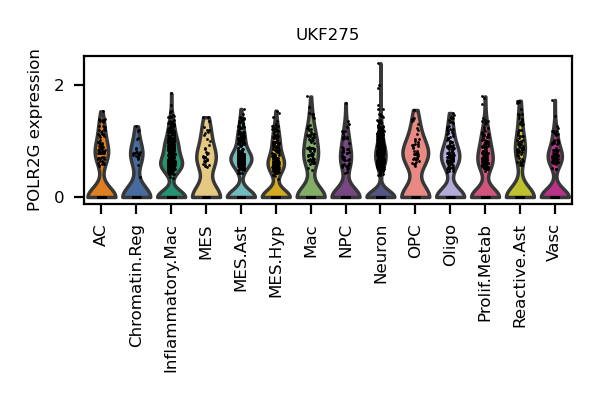 UKF275
POLR2G expression
2
0
AC
Chromatin.Reg
Inflammatory.Mac
MES
MES.Ast
MES.Hyp
Mac
NPC
Neuron
OPC
Oligo
Prolif.Metab
Reactive.Ast
Vasc